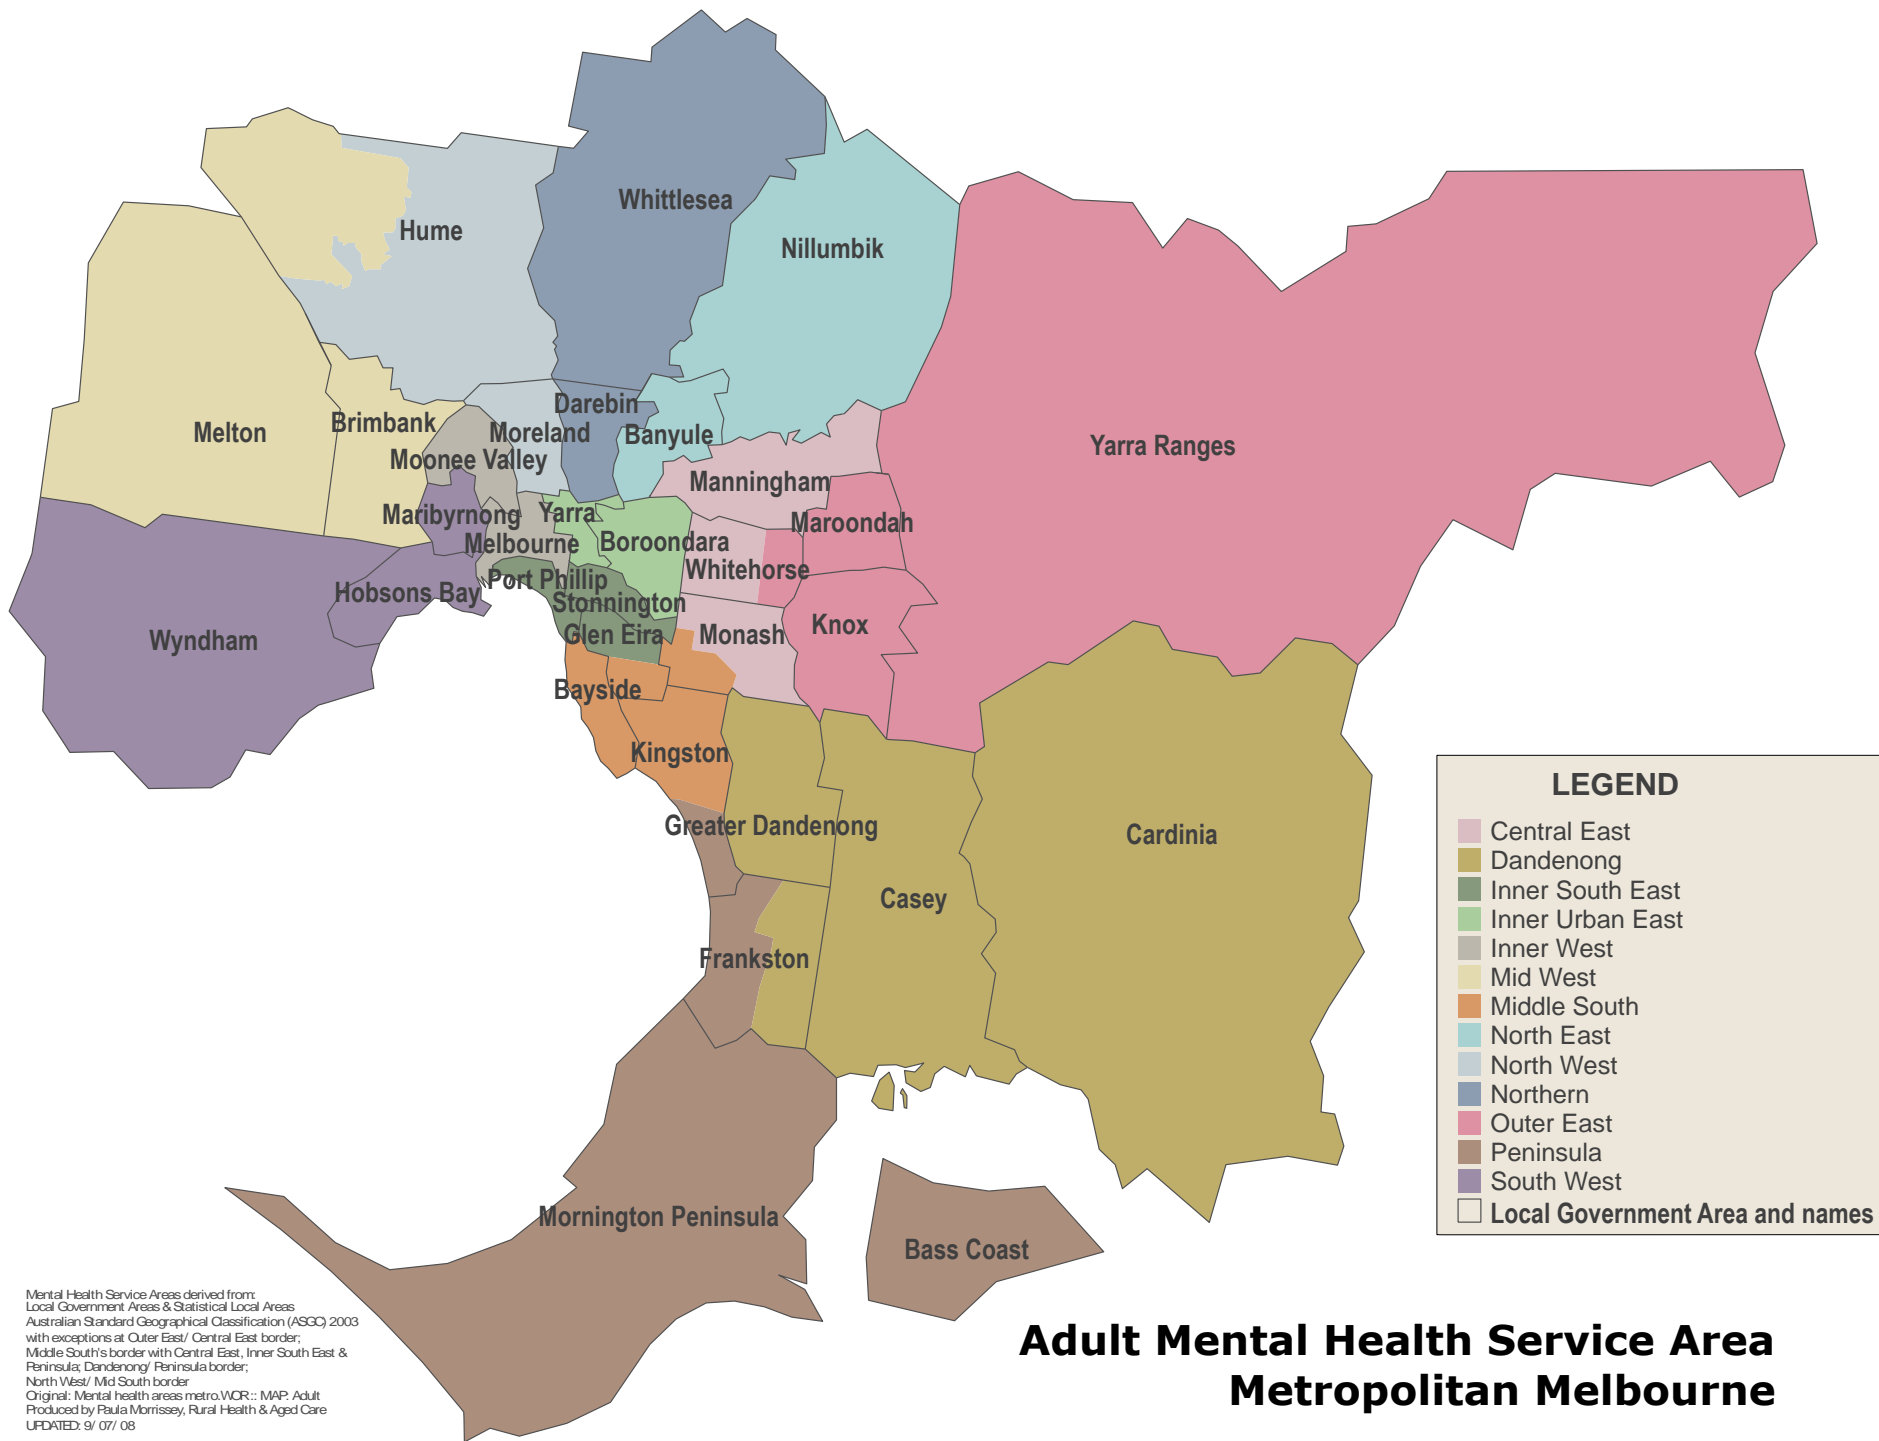 Whittlesea
Hume
Nillumbik
Darebin
Brimbank
Melton
Moreland
Banyule
Yarra Ranges
Moonee Valley
Manningham
Maribyrnong
Yarra
Maroondah
Melbourne
Boroondara
Whitehorse
Port Phillip
Hobsons Bay
Stonnington
Wyndham
Glen Eira
Monash
Knox
Bayside
Kingston
Greater Dandenong
Cardinia
Casey
Frankston
Mornington Peninsula
Bass Coast
LEGEND
Central East
Dandenong
Inner South East
Inner Urban East
Inner West
Mid West
Middle South
North East
North West
Northern
Outer East
Peninsula
South West
Local Government Area and names
Mental Health Service Areas derived from:
Local Government Areas & Statistical Local Areas
Australian Standard Geographical Classification (ASGC) 2003
with exceptions at Outer East/ Central East border;
Middle South's border with Central East, Inner South East &
Peninsula; Dandenong/ Peninsula border;
North West/ Mid South border
Original: Mental health areas metro.WOR :: MAP: Adult
Produced by Paula Morrissey, Rural Health & Aged Care
UPDATED: 9/ 07/ 08
Adult Mental Health Service Area
Metropolitan Melbourne